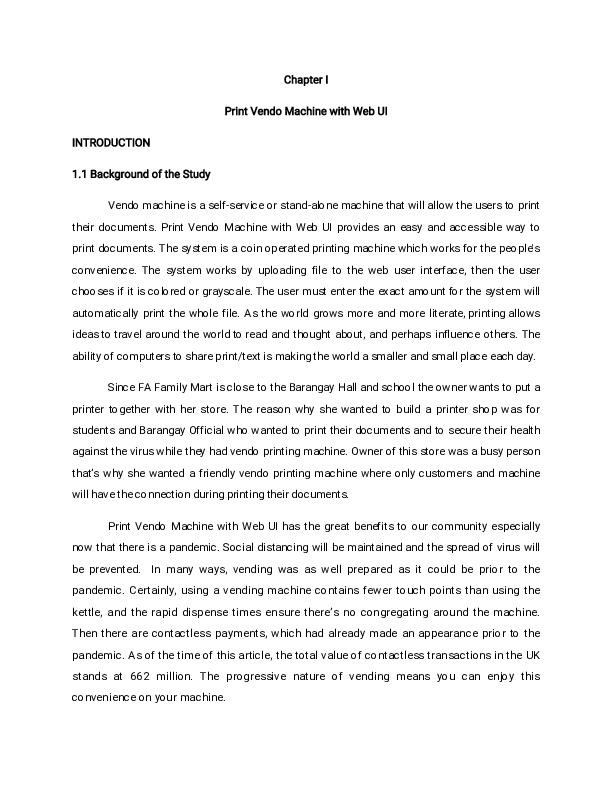 Chapter I
Print Vendo Machine with Web UI
INTRODUCTION
1.1 Background of the Study
Vendo machine is a self-service or stand-alone machine that will allow the users to print
their documents. Print Vendo Machine with Web UI provides an easy and accessible way to
print documents. The system is a coin operated printing machine which works for the people's
convenience. The system works by uploading file to the web user interface, then the user
chooses if it is colored or grayscale. The user must enter the exact amount for the system will
automatically print the whole file. As the world grows more and more literate, printing allows
ideas to travel around the world to read and thought about, and perhaps influence others. The
ability of computers to share print/text is making the world a smaller and small place each day.
Since FA Family Mart is close to the Barangay Hall and school the owner wants to put a
printer together with her store. The reason why she wanted to build a printer shop was for
students and Barangay Official who wanted to print their documents and to secure their health
against the virus while they had vendo printing machine. Owner of this store was a busy person
that's why she wanted a friendly vendo printing machine where only customers and machine
will have the connection during printing their documents.
Print Vendo Machine with Web UI has the great benefits to our community especially
now that there is a pandemic. Social distancing will be maintained and the spread of virus will
be prevented. In many ways, vending was as well prepared as it could be prior to the
pandemic. Certainly, using a vending machine contains fewer touch points than using the
kettle, and the rapid dispense times ensure there's no congregating around the machine.
Then there are contactless payments, which had already made an appearance prior to the
pandemic. As of the time of this article, the total value of contactless transactions in the UK
stands at 662 million. The progressive nature of vending means you can enjoy this
convenience on your machine.